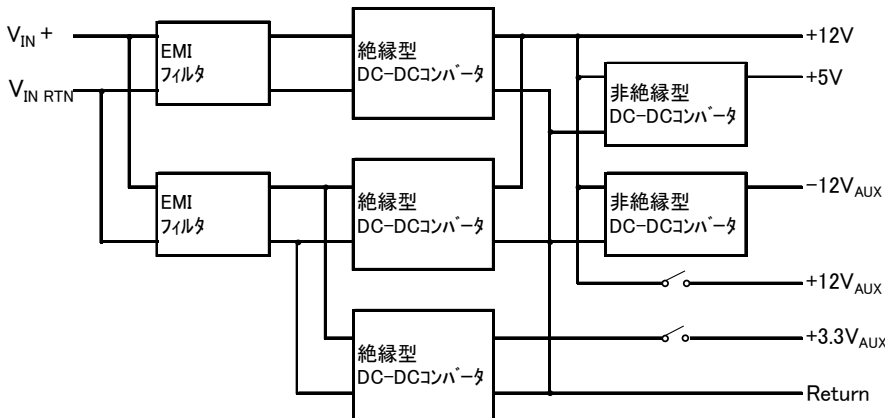 V_IN +
V_IN RTN
EMI
フィルタ
絶縁型
DC-DCコンバータ
+12V
+5V
非絶縁型
DC-DCコンバータ
EMI
フィルタ
絶縁型
DC-DCコンバータ
非絶縁型
DC-DCコンバータ
-12V_AUX
+12V_AUX
絶縁型
DC-DCコンバータ
+3.3V_AUX
Return